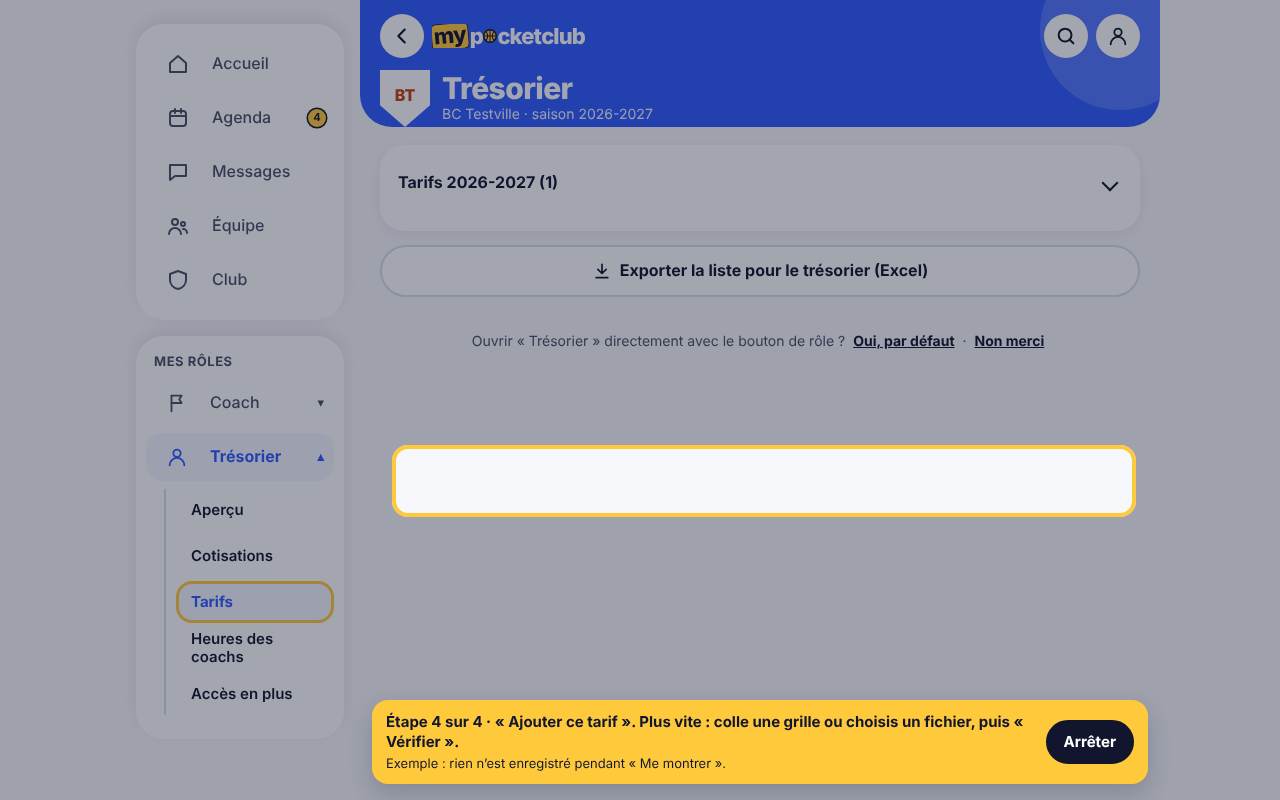 Accueil
Agenda
4
Messages
Équipe
Club
MES RÔLES
Coach
Trésorier
Aperçu
Cotisations
Tarifs
Heures des
coachs
Accès en plus
mypocketclub
BT
Trésorier
BC Testville · saison 2026-2027
Tarifs 2026-2027 (1)
Exporter la liste pour le trésorier (Excel)
Ouvrir « Trésorier » directement avec le bouton de rôle ? Oui, par défaut · Non merci
Étape 4 sur 4 · « Ajouter ce tarif ». Plus vite : colle une grille ou choisis un fichier, puis «
Vérifier ».
Exemple : rien n’est enregistré pendant « Me montrer ».
Arrêter